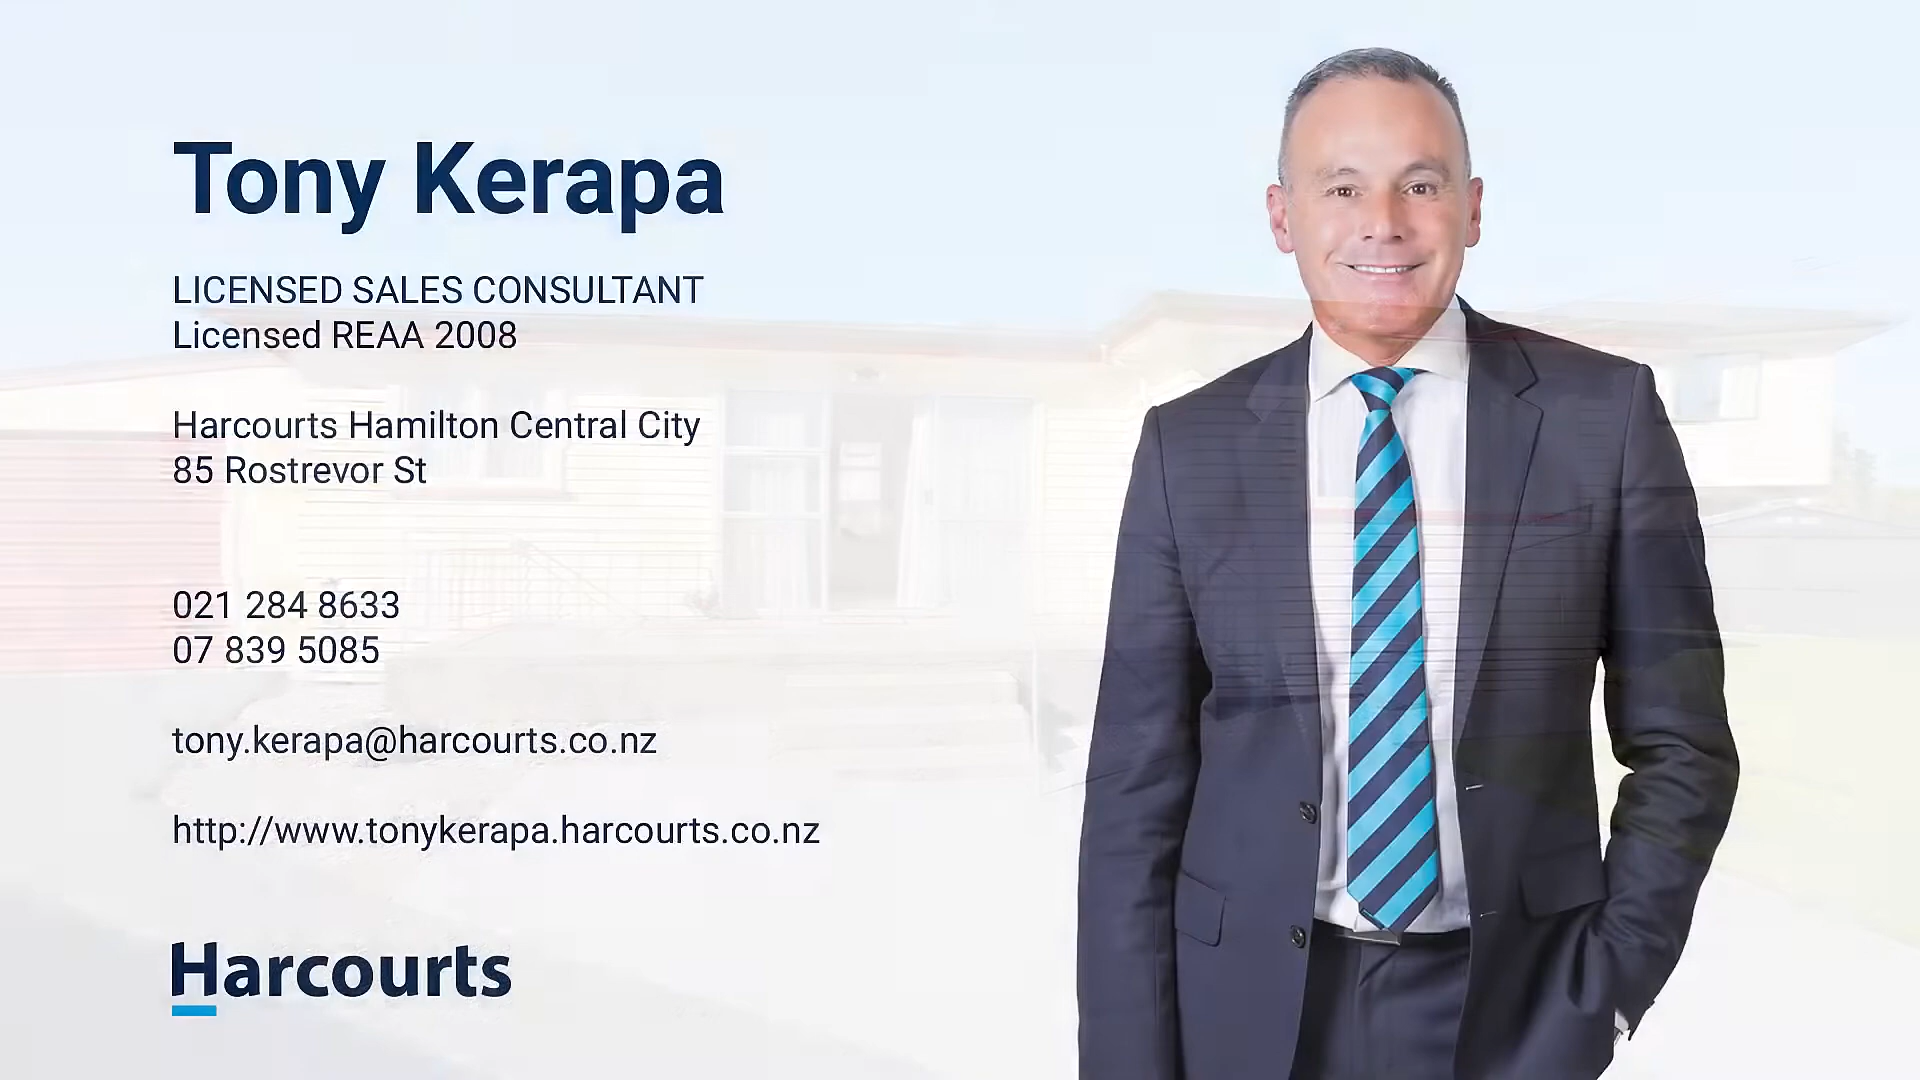 Tony Kerapa
LICENSED SALES CONSULTANT
Licensed REAA 2008
Harcourts Hamilton Central City
85 Rostrevor St
021 284 8633
07 839 5085
tony.kerapa@harcourts.co.nz
http://www.tonykerapa.harcourts.co.nz
Harcourts